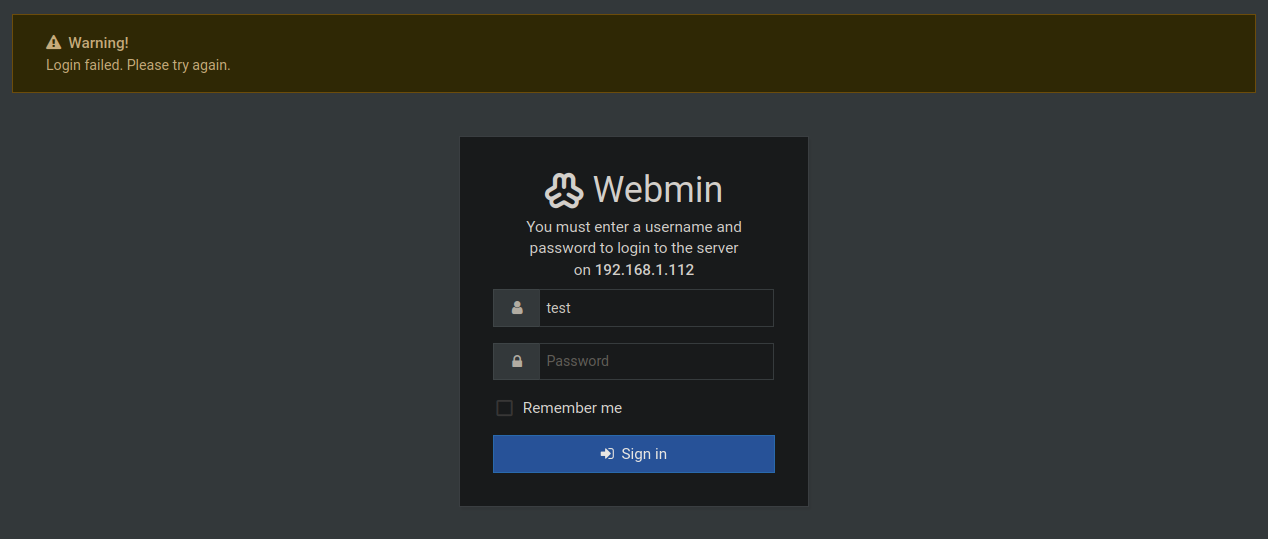 Warning!
Login failed. Please try again.
Webmin
You must enter a username and
password to login to the server
on 192.168.1.112
test
Password
Remember me
Sign in